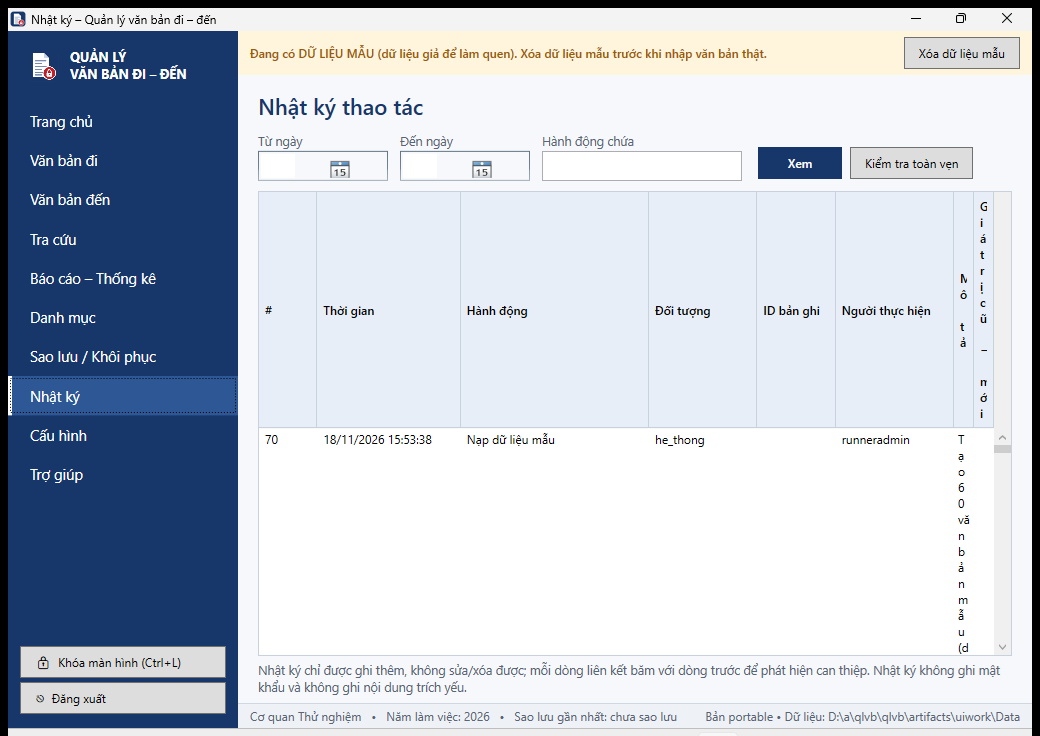 Nhật ký – Quản lý văn bản đi – đến
QUẢN LÝ
VĂN BẢN ĐI – ĐẾN
Trang chủ
Văn bản đi
Văn bản đến
Tra cứu
Báo cáo – Thống kê
Danh mục
Sao lưu / Khôi phục
Nhật ký
Cấu hình
Trợ giúp
Khóa màn hình (Ctrl+L)
Đăng xuất
Đang có DỮ LIỆU MẪU (dữ liệu giả để làm quen). Xóa dữ liệu mẫu trước khi nhập văn bản thật.
Xóa dữ liệu mẫu
Nhật ký thao tác
Từ ngày
Đến ngày
Hành động chứa
15
15
Xem
Kiểm tra toàn vẹn
# Thời gian Hành động Đối tượng ID bản ghi Người thực hiện Mô tả Giá trị cũ – mới
70 18/11/2026 15:53:38 Nạp dữ liệu mẫu he_thong runneradmin Tạo 60 văn bản mẫu (d
Nhật ký chỉ được ghi thêm, không sửa/xóa được; mỗi dòng liên kết băm với dòng trước để phát hiện can thiệp. Nhật ký không ghi mật
khẩu và không ghi nội dung trích yếu.
Cơ quan Thử nghiệm • Năm làm việc: 2026 • Sao lưu gần nhất: chưa sao lưu Bản portable • Dữ liệu: D:\a\qlvb\qlvb\artifacts\uiwork\Data